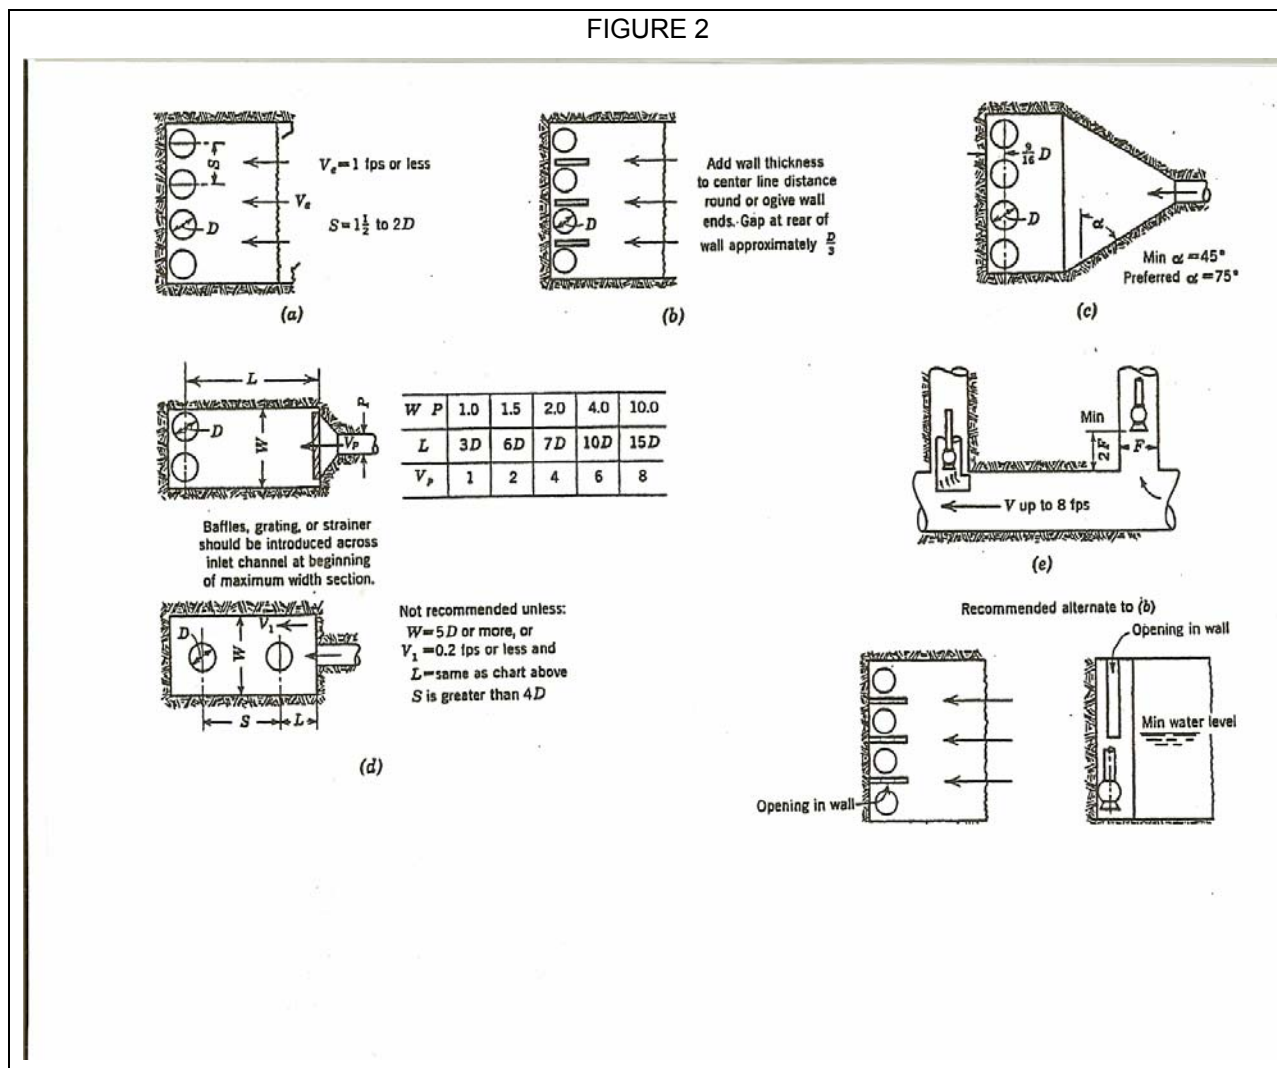 FIGURE 2
S
D
Vₑ = 1 fps or less
Vₑ
S = 1½ to 2D
(a)
D
Add wall thickness
to center line distance
round or ogive wall
ends. Gap at rear of
wall approximately D/3
(b)
9/16 D
D
α
Min α = 45°
Preferred α = 75°
(c)
L
D
W
P
Vₚ
W P 1.0 1.5 2.0 4.0 10.0
L 3D 6D 7D 10D 15D
Vₚ 1 2 4 6 8
Baffles, grating, or strainer
should be introduced across
inlet channel at beginning
of maximum width section.
D
V₁
W
S
L
Not recommended unless:
W = 5D or more, or
V₁ = 0.2 fps or less and
L = same as chart above
S is greater than 4D
(d)
Min
2F
F
V up to 8 fps
(e)
Recommended alternate to (b)
Opening in wall
Min water level
Opening in wall